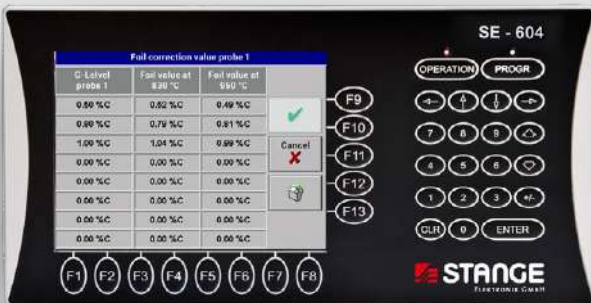 SE - 604
Foil correction value probe 1
C-Lelvel probe 1
Foil value at 830 °C
Foil value at 950 °C
0.50 %C 0.52 %C 0.49 %C
0.80 %C 0.79 %C 0.81 %C
1.00 %C 1.04 %C 0.99 %C
0.00 %C 0.00 %C 0.00 %C
0.00 %C 0.00 %C 0.00 %C
0.00 %C 0.00 %C 0.00 %C
0.00 %C 0.00 %C 0.00 %C
0.00 %C 0.00 %C 0.00 %C
Cancel
F9
F10
F11
F12
F13
F1 F2 F3 F4 F5 F6 F7 F8
OPERATION PROGR.
7 8 9
4 5 6
1 2 3 +/-
CLR 0 ENTER
STANGE
ELEKTRONIK GMBH